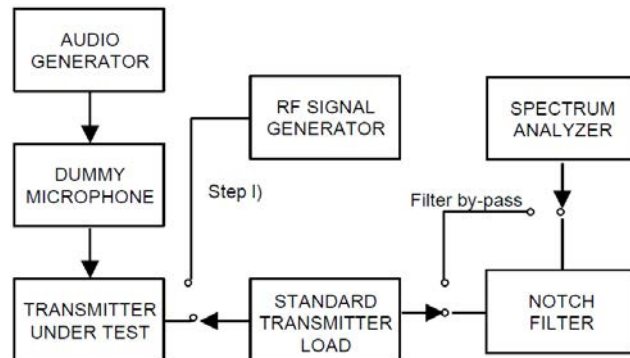 AUDIO
GENERATOR
RF SIGNAL
GENERATOR
SPECTRUM
ANALYZER
DUMMY
MICROPHONE
Step I)
Filter by-pass
TRANSMITTER
UNDER TEST
STANDARD
TRANSMITTER
LOAD
NOTCH
FILTER